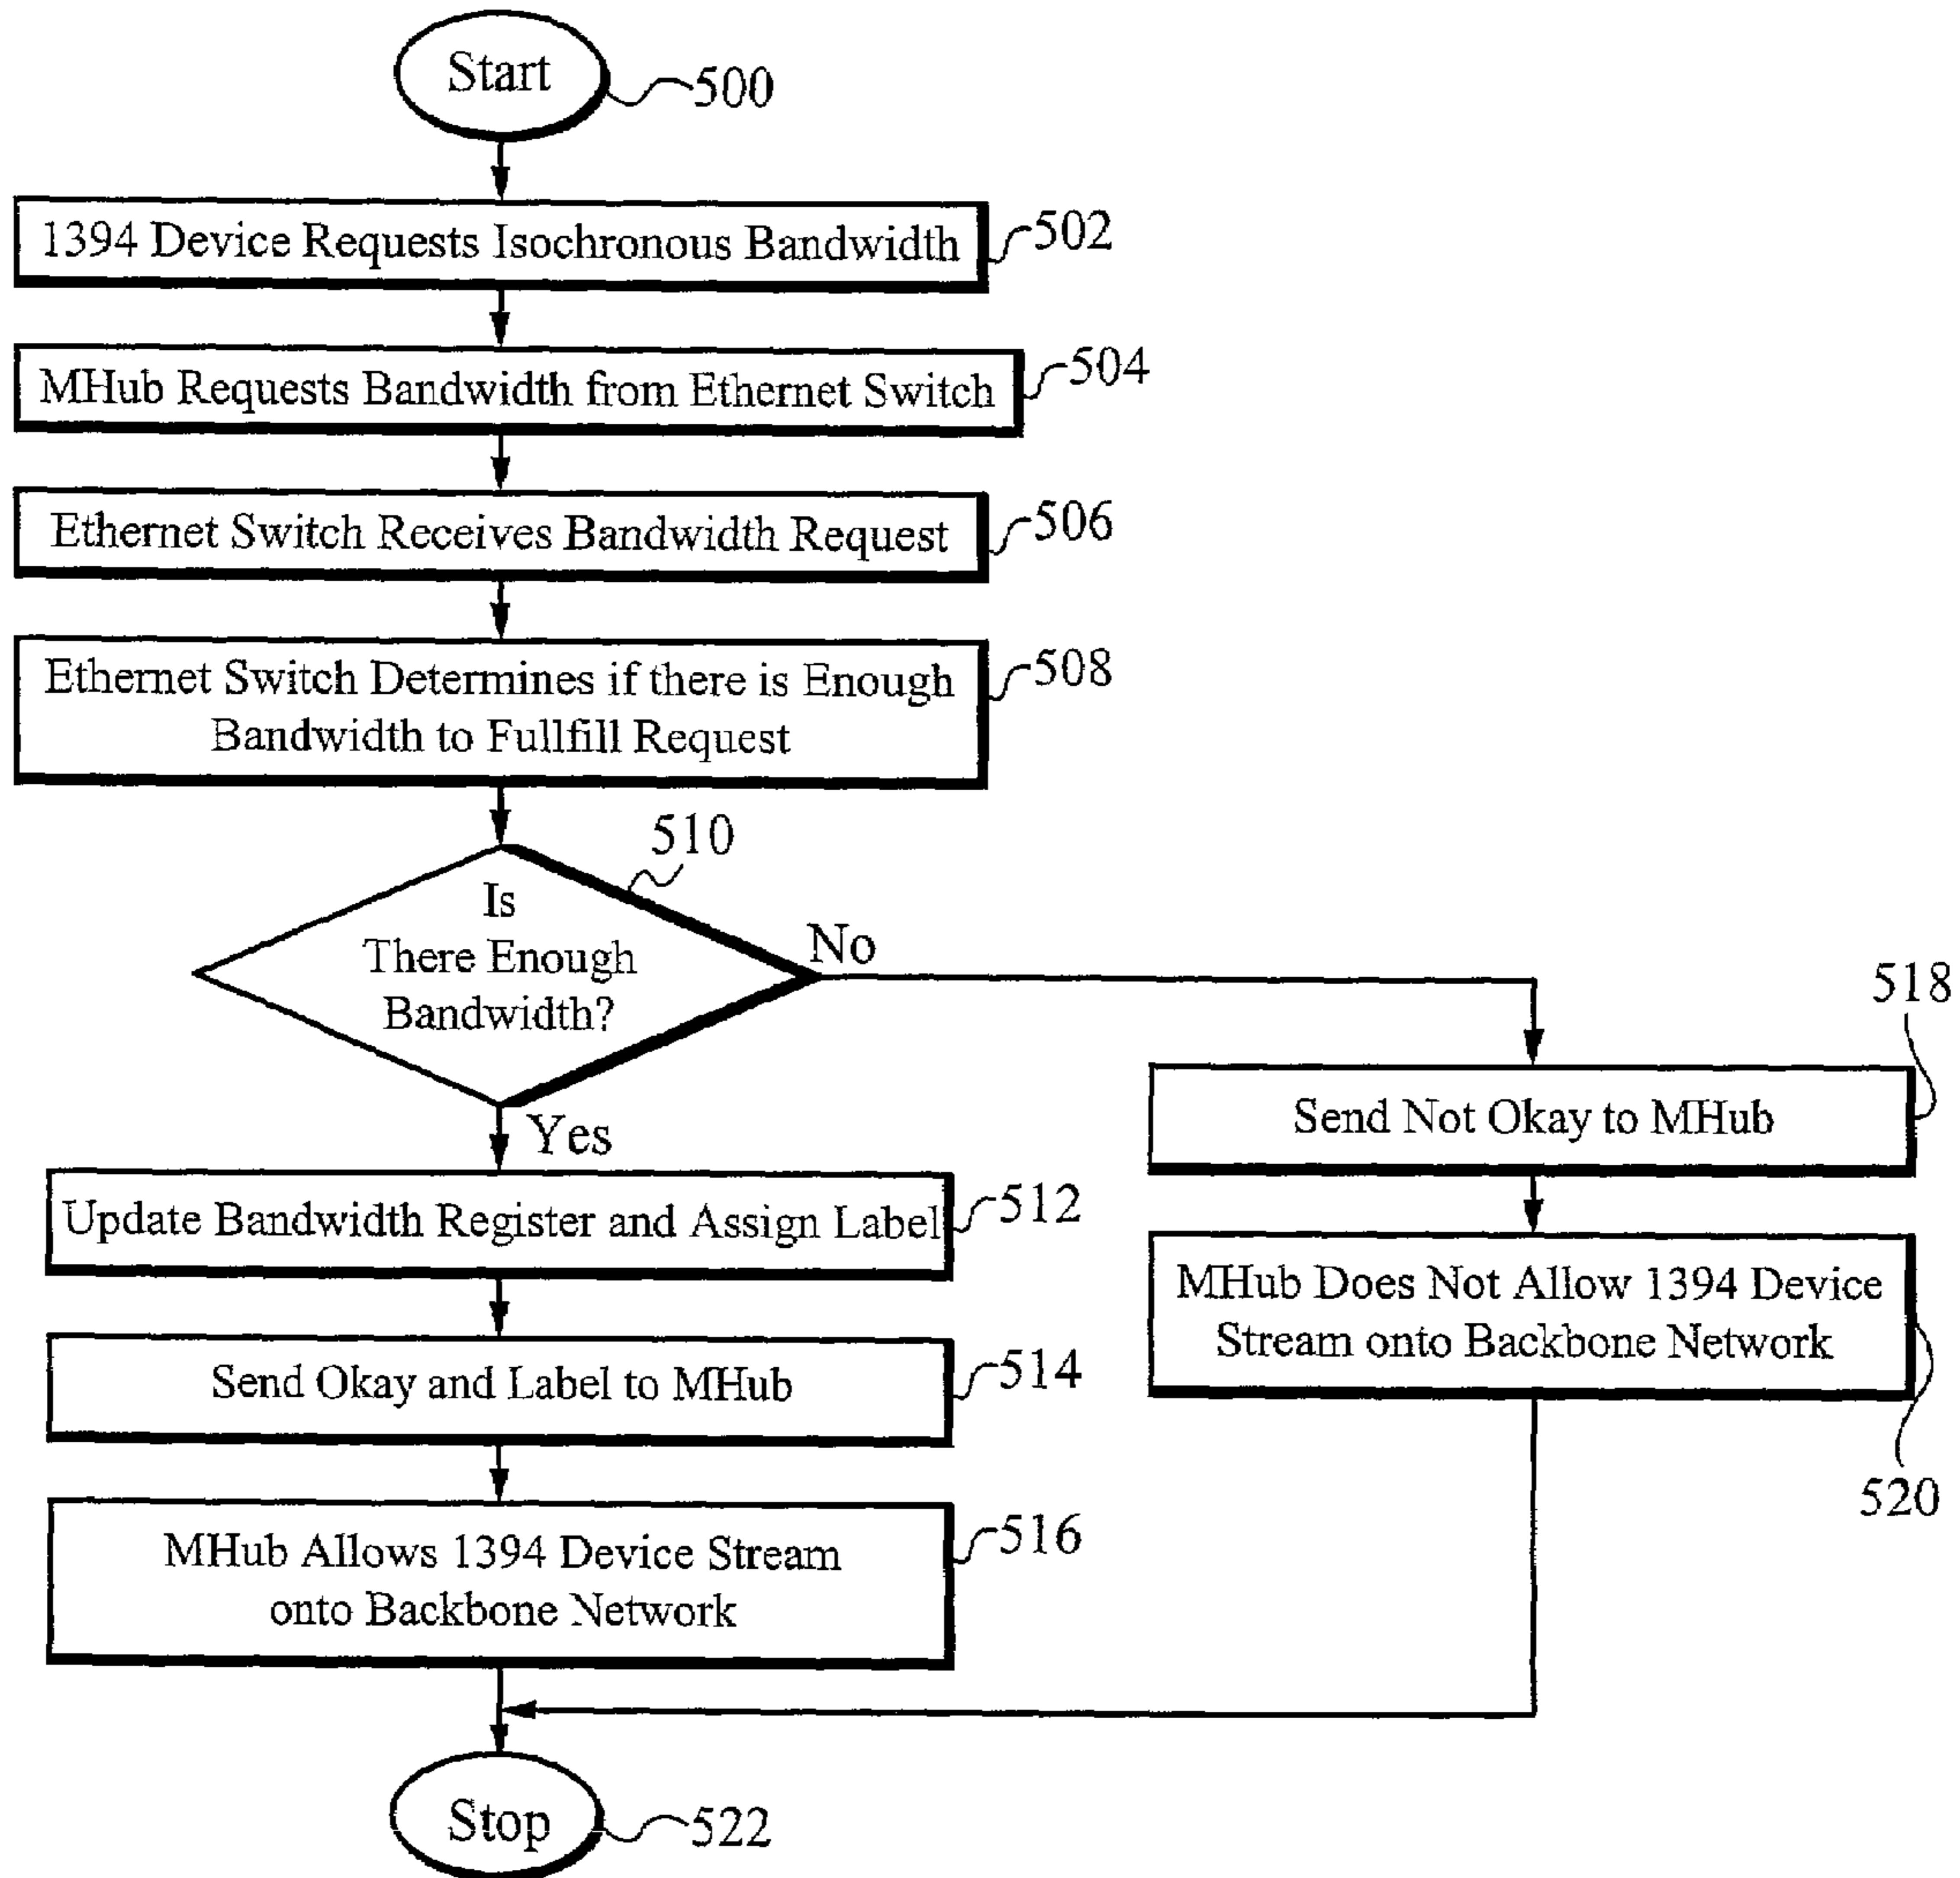 Start
500
1394 Device Requests Isochronous Bandwidth
502
MHub Requests Bandwidth from Ethernet Switch
504
Ethernet Switch Receives Bandwidth Request
506
Ethernet Switch Determines if there is Enough
Bandwidth to Fullfill Request
508
510
Is
There Enough
Bandwidth?
No
Yes
Update Bandwidth Register and Assign Label
512
Send Okay and Label to MHub
514
MHub Allows 1394 Device Stream
onto Backbone Network
516
518
Send Not Okay to MHub
MHub Does Not Allow 1394 Device
Stream onto Backbone Network
520
Stop
522